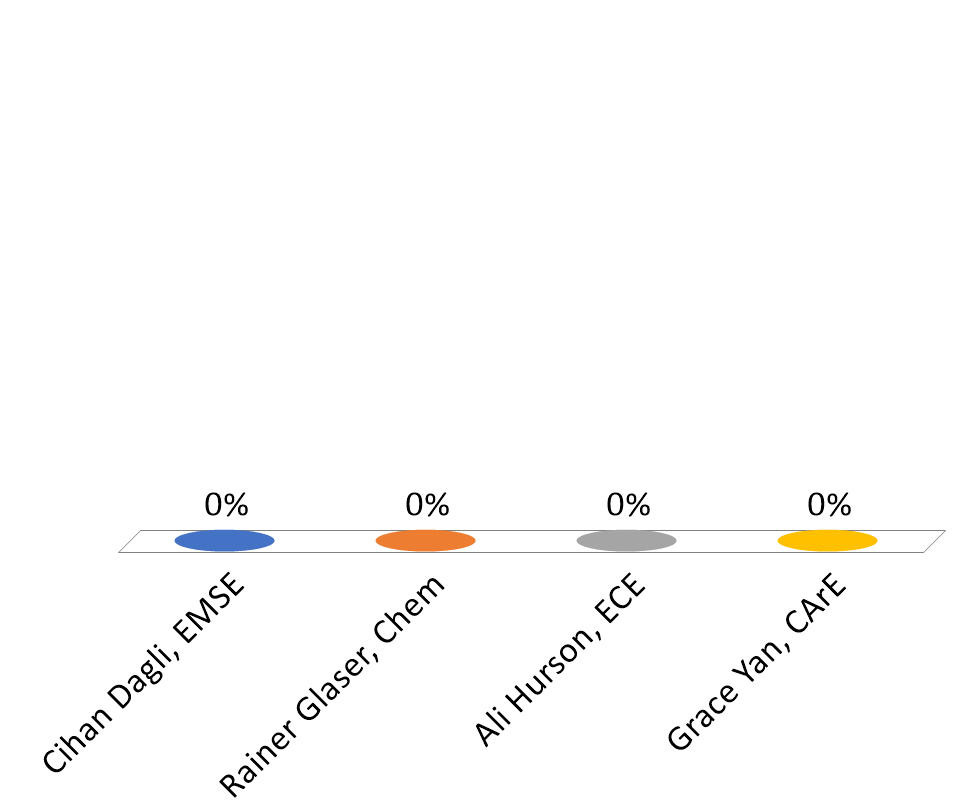 0%
0%
0%
0%
Cihan Dagli, EMSE
Rainer Glaser, Chem
Ali Hurson, ECE
Grace Yan, CArE